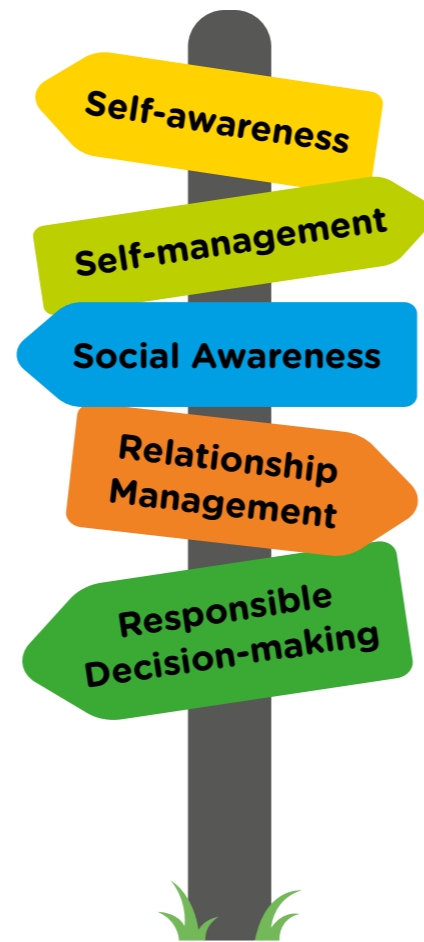 Self-awareness
Self-management
Social Awareness
Relationship
Management
Responsible
Decision-making